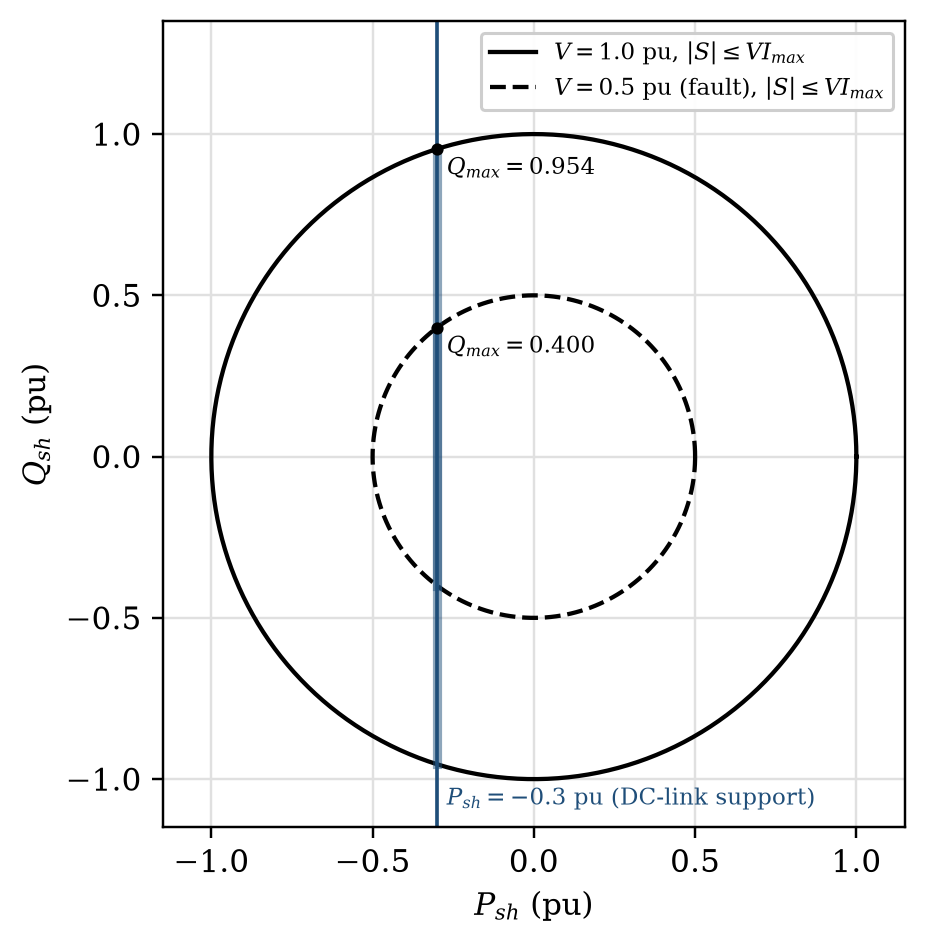 V = 1.0 pu, |S| ≤ VI_max
V = 0.5 pu (fault), |S| ≤ VI_max
1.0
Q_max = 0.954
0.5
Q_max = 0.400
Q_sh (pu)
0.0
−0.5
−1.0
P_sh = −0.3 pu (DC-link support)
−1.0 −0.5 0.0 0.5 1.0
P_sh (pu)